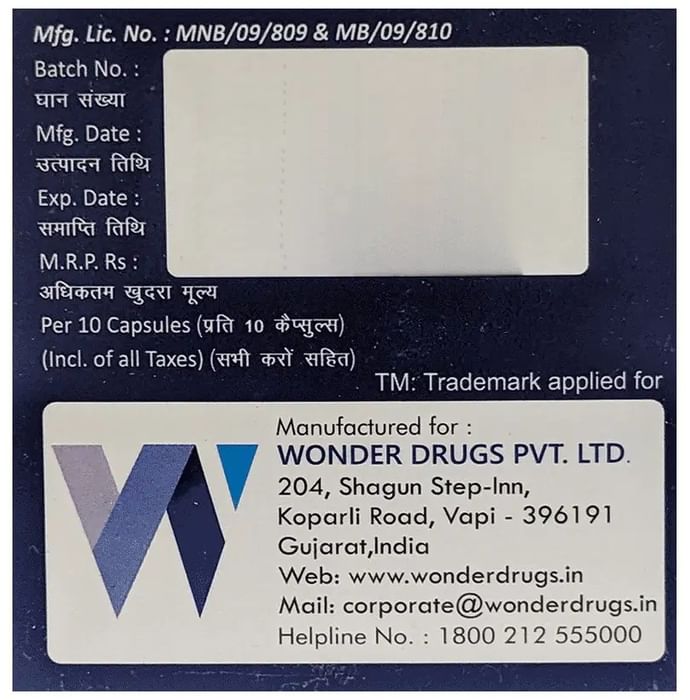 Mfg. Lic. No. : MNB/09/809 & MB/09/810
Batch No. :
घान संख्या
Mfg. Date :
उत्पादन तिथि
Exp. Date :
समाप्ति तिथि
M.R.P. Rs :
अधिकतम खुदरा मूल्य
Per 10 Capsules (प्रति 10 कैप्सुल्स)
(Incl. of all Taxes) (सभी करों सहित)
TM: Trademark applied for
Manufactured for :
WONDER DRUGS PVT. LTD.
204, Shagun Step-Inn,
Koparli Road, Vapi - 396191
Gujarat,India
Web: www.wonderdrugs.in
Mail: corporate@wonderdrugs.in
Helpline No. : 1800 212 555000